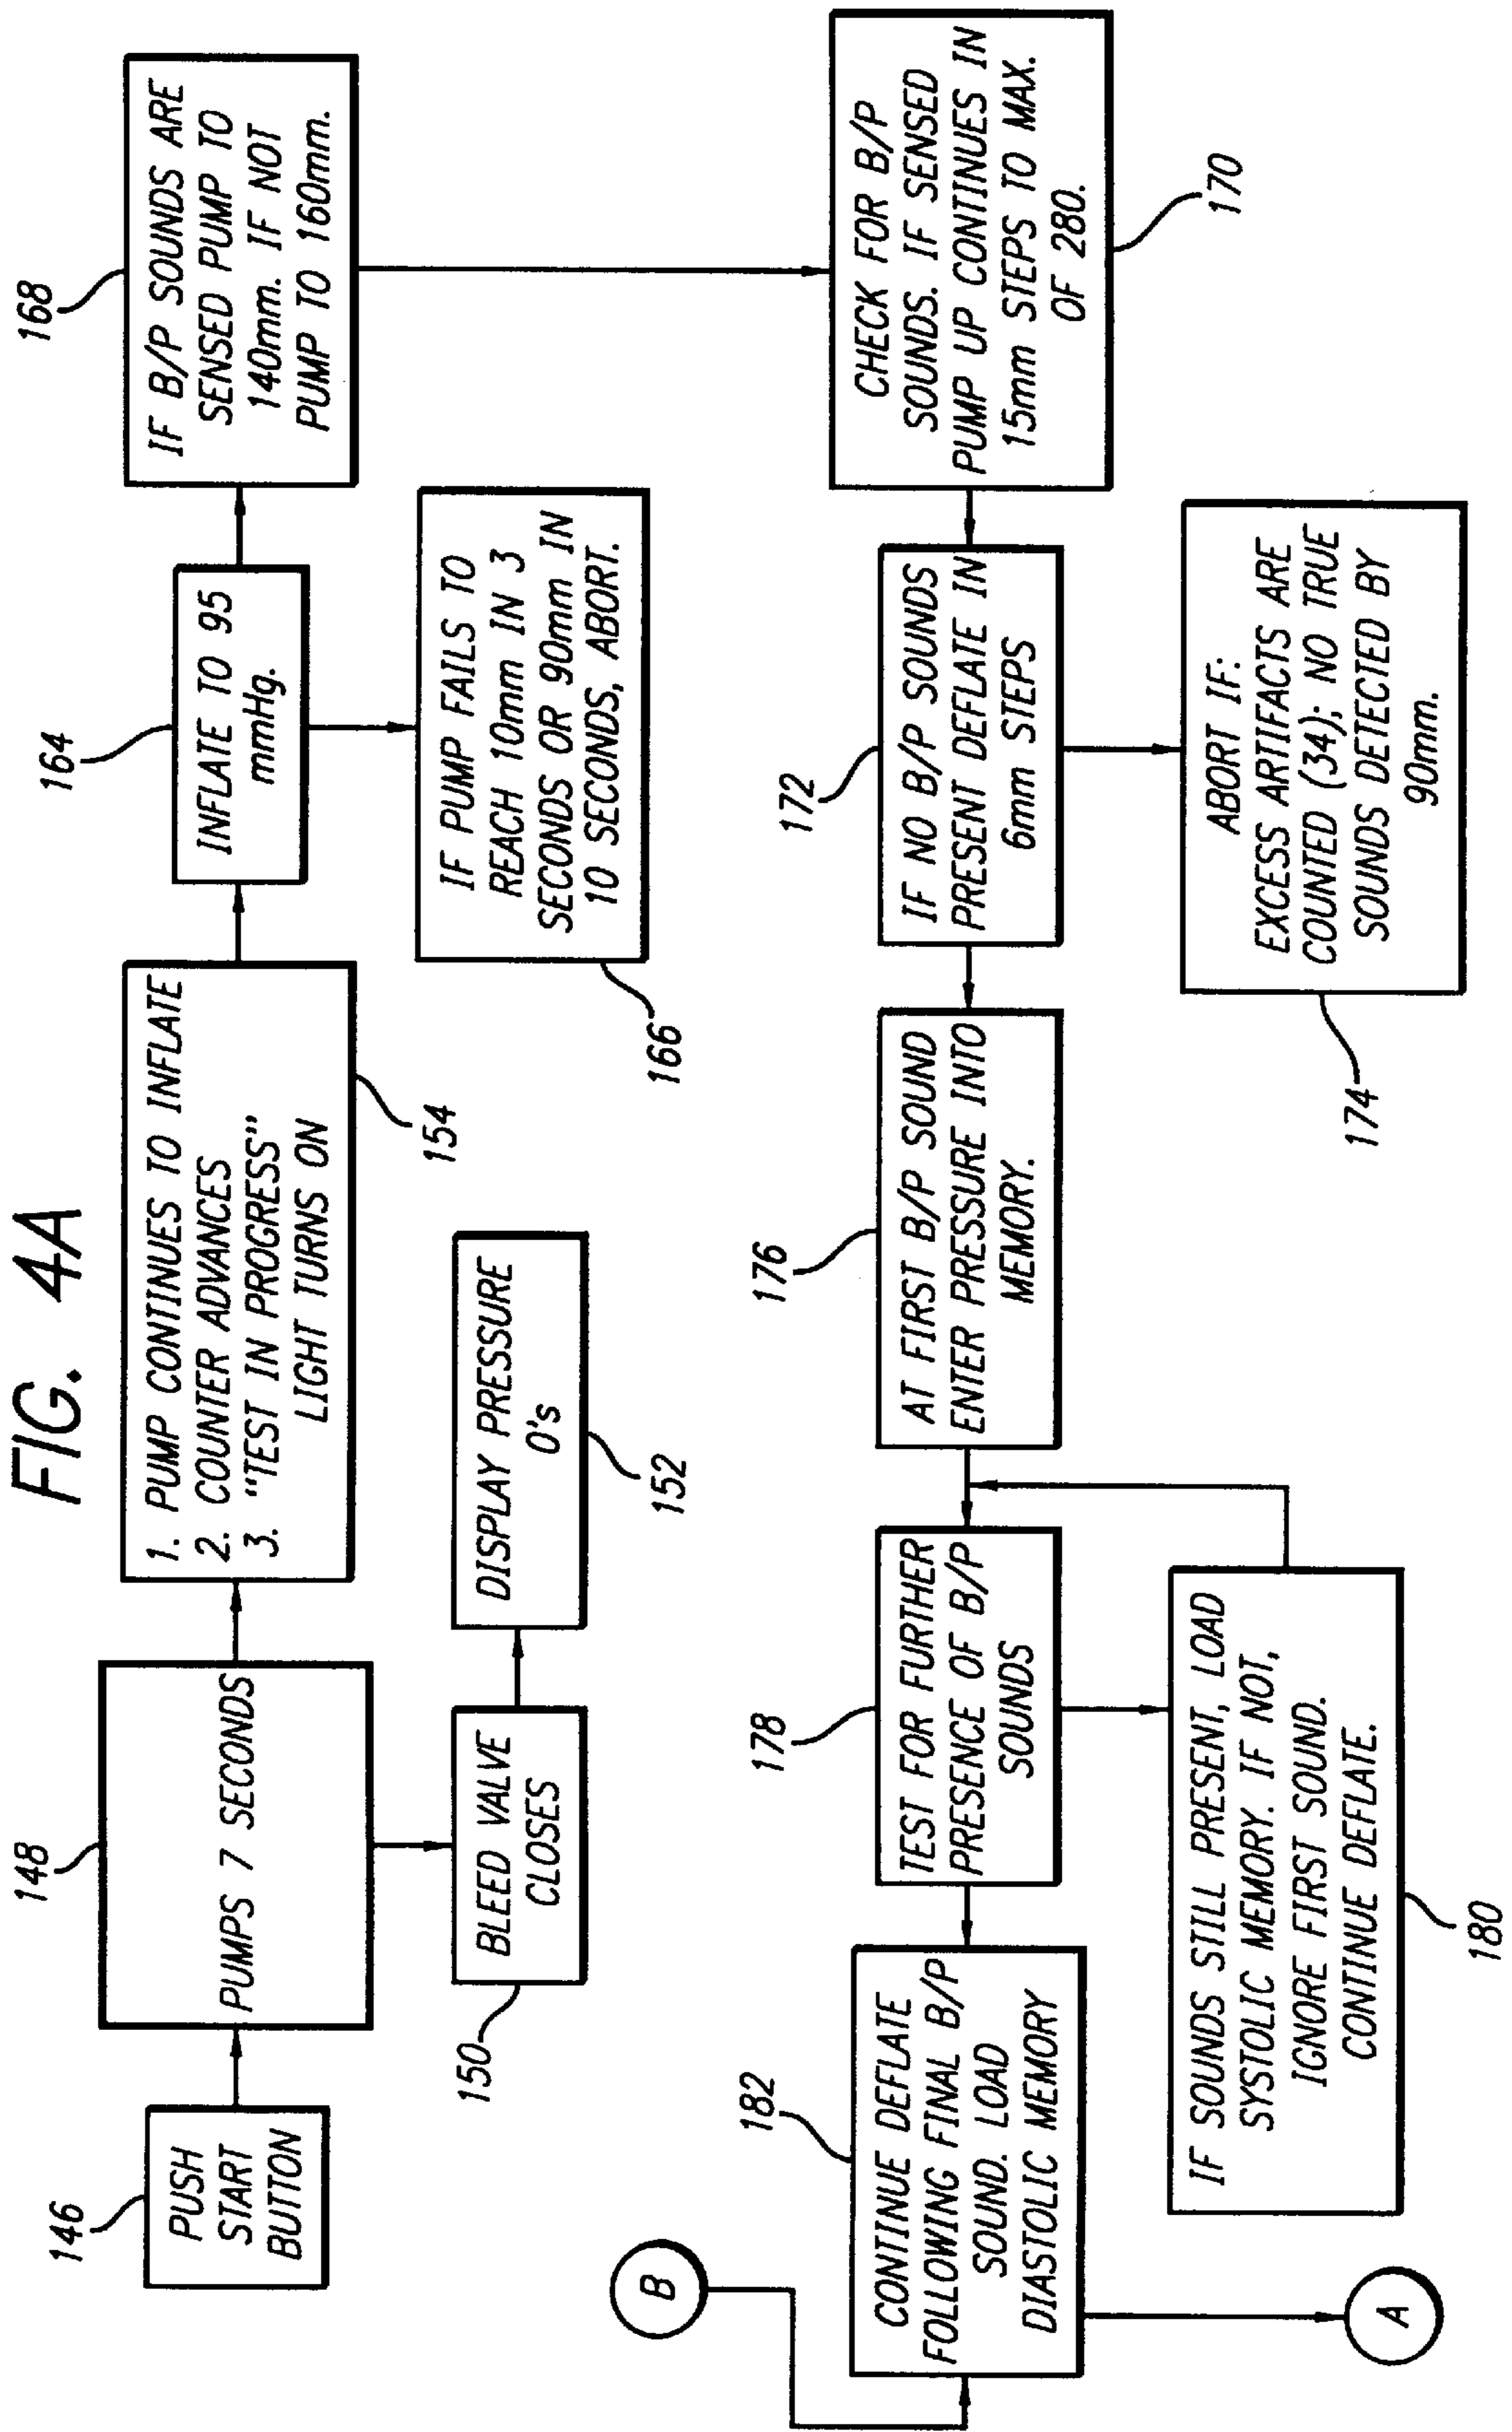 FIG. 4A
146
PUSH
START
BUTTON
148
PUMPS 7 SECONDS
150
BLEED VALVE
CLOSES
152
DISPLAY PRESSURE
0's
154
1. PUMP CONTINUES TO INFLATE
2. COUNTER ADVANCES
3. "TEST IN PROGRESS"
LIGHT TURNS ON
164
INFLATE TO 95
mmHg.
166
IF PUMP FAILS TO
REACH 10mm IN 3
SECONDS OR 90mm IN
10 SECONDS, ABORT.
168
IF B/P SOUNDS ARE
SENSED PUMP TO
140mm. IF NOT
PUMP TO 160mm.
170
CHECK FOR B/P
SOUNDS. IF SENSED
PUMP UP CONTINUES IN
15mm STEPS TO MAX.
OF 280.
172
IF NO B/P SOUNDS
PRESENT DEFLATE IN
6mm STEPS
174
ABORT IF:
EXCESS ARTIFACTS ARE
COUNTED (34); NO TRUE
SOUNDS DETECTED BY
90mm.
176
AT FIRST B/P SOUND
ENTER PRESSURE INTO
MEMORY.
178
TEST FOR FURTHER
PRESENCE OF B/P
SOUNDS
180
IF SOUNDS STILL PRESENT, LOAD
SYSTOLIC MEMORY. IF NOT,
IGNORE FIRST SOUND.
CONTINUE DEFLATE.
182
CONTINUE DEFLATE
FOLLOWING FINAL B/P
SOUND. LOAD
DIASTOLIC MEMORY
B
A